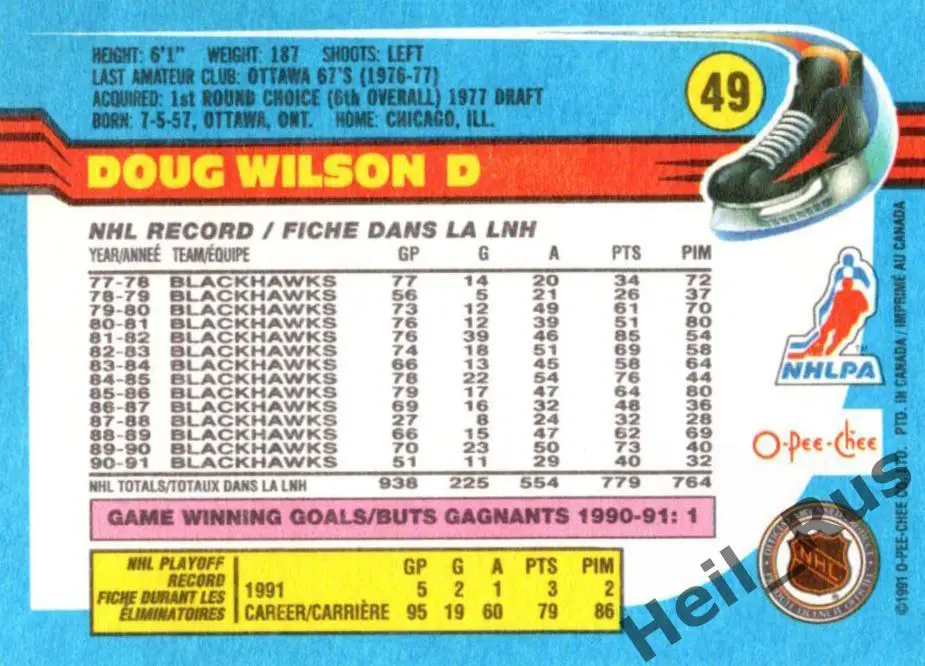 HEIGHT: 6'1" WEIGHT: 187 SHOOTS: LEFT
LAST AMATEUR CLUB: OTTAWA 67'S (1976-77)
ACQUIRED: 1st ROUND CHOICE (6th OVERALL) 1977 DRAFT
BORN: 7-5-57, OTTAWA, ONT. HOME: CHICAGO, ILL.
49
DOUG WILSON D
NHL RECORD / FICHE DANS LA LNH
YEAR/ANNEÉ TEAM/ÉQUIPE GP G A PTS PIM
77-78 BLACKHAWKS 77 14 20 34 72
78-79 BLACKHAWKS 56 5 21 26 37
79-80 BLACKHAWKS 73 12 49 61 70
80-81 BLACKHAWKS 76 12 39 51 80
81-82 BLACKHAWKS 76 39 46 85 54
82-83 BLACKHAWKS 74 18 51 69 58
83-84 BLACKHAWKS 66 13 45 58 64
84-85 BLACKHAWKS 78 22 54 76 44
85-86 BLACKHAWKS 79 17 47 64 80
86-87 BLACKHAWKS 69 16 32 48 36
87-88 BLACKHAWKS 27 8 24 32 28
88-89 BLACKHAWKS 66 15 47 62 69
89-90 BLACKHAWKS 70 23 50 73 40
90-91 BLACKHAWKS 51 11 29 40 32
NHL TOTALS/TOTAUX DANS LA LNH 938 225 554 779 764
GAME WINNING GOALS/BUTS GAGNANTS 1990-91: 1
NHL PLAYOFF
RECORD
FICHE DURANT LES
ÉLIMINATOIRES
GP G A PTS PIM
1991 5 2 1 3 2
CAREER/CARRIÈRE 95 19 60 79 86
NHLPA
TM
O-Pee-Chee
NHL
©1991 O-PEE-CHEE CO. LTD. PTD. IN CANADA / IMPRIMÉ AU CANADA
Heil_Rus